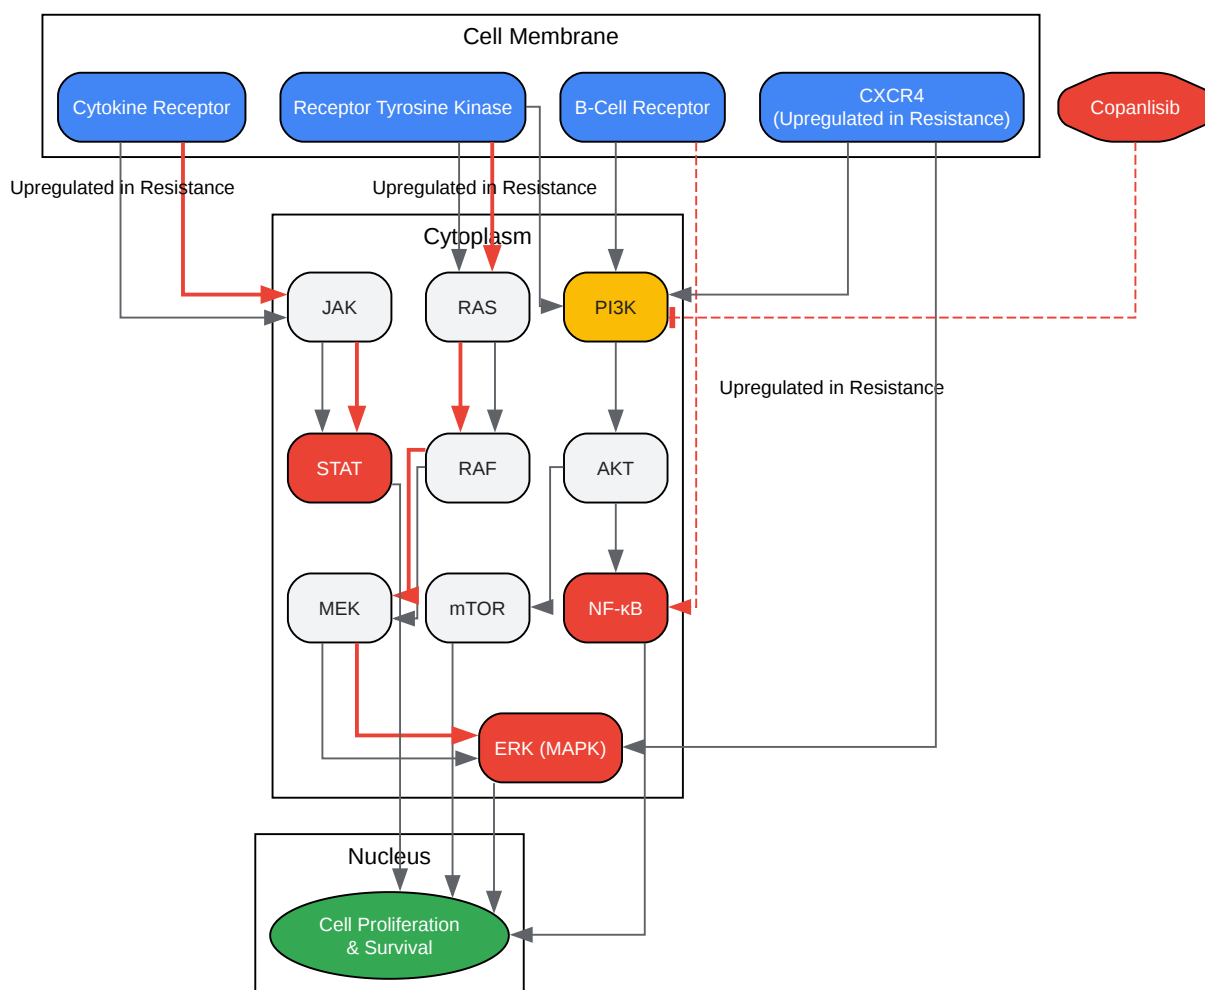 Cell Membrane
Cytokine Receptor
Receptor Tyrosine Kinase
B-Cell Receptor
CXCR4
(Upregulated in Resistance)
Copanlisib
Upregulated in Resistance
Upregulated in Resistance
Cytoplasm
JAK
RAS
PI3K
Upregulated in Resistance
STAT
RAF
AKT
MEK
mTOR
NF-κB
ERK (MAPK)
Nucleus
Cell Proliferation
& Survival